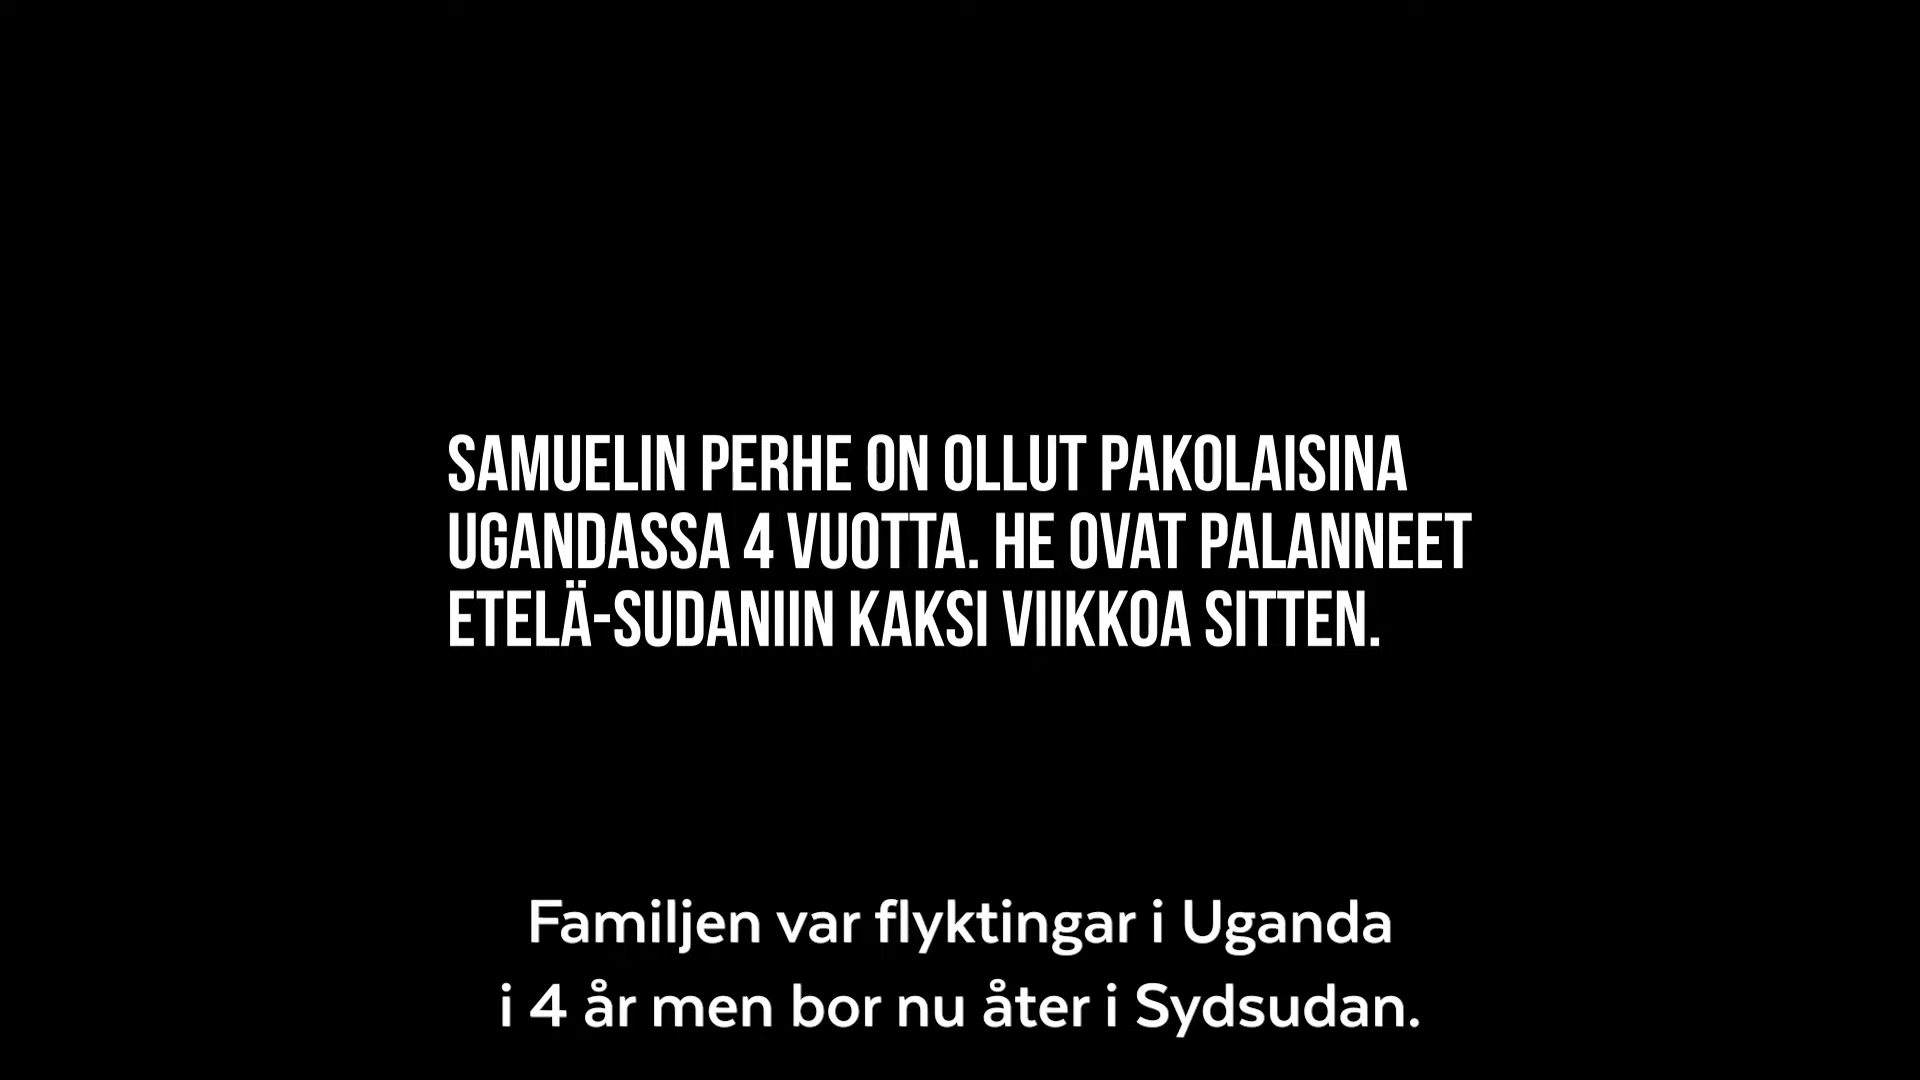 SAMUELIN PERHE ON OLLUT PAKOLAISINA
UGANDASSA 4 VUOTTA. HE OVAT PALANNEET
ETELÄ-SUDANIIN KAKSI VIIKKOA SITTEN.
Familjen var flyktingar i Uganda
i 4 år men bor nu åter i Sydsudan.